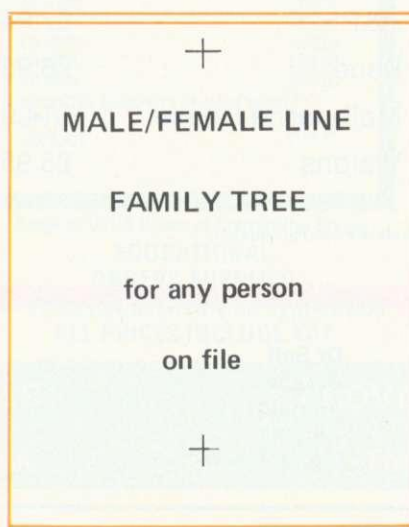 +
MALE/FEMALE LINE
FAMILY TREE
for any person
on file
+